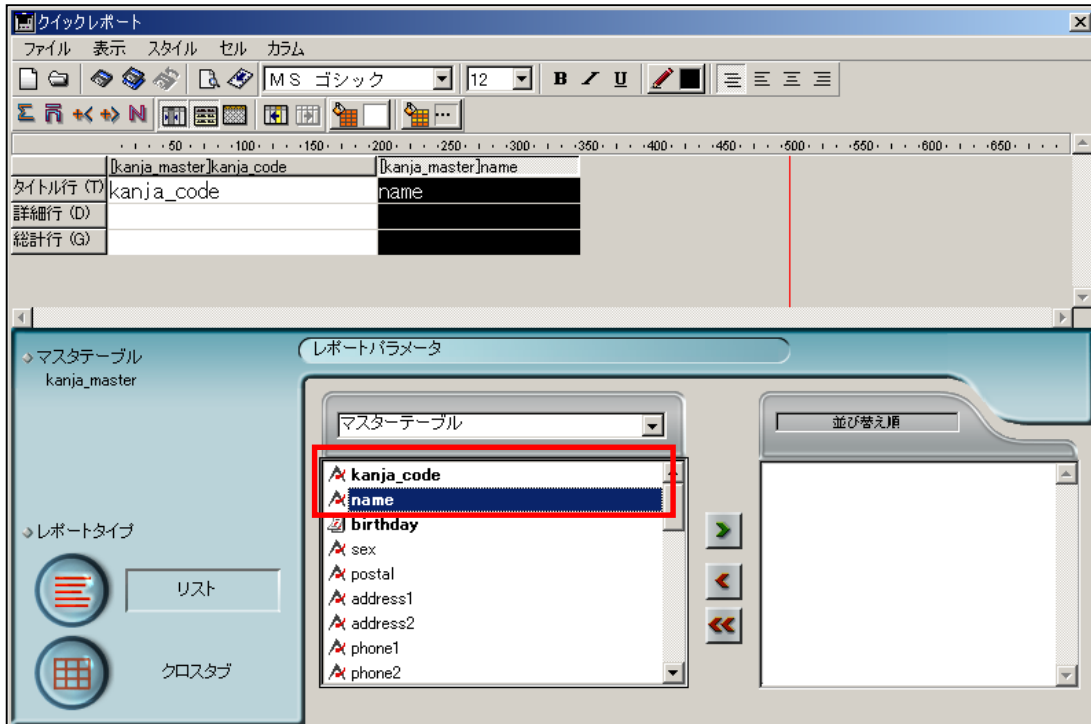 クイックレポート
ファイル 表示 スタイル セル カラム
MS ゴシック 12 B I U
50 100 150 200 250 300 350 400 450 500 550 600 650
[kanja_master]kanja_code [kanja_master]name
タイトル行 (T) kanja_code name
詳細行 (D)
総計行 (G)
マスタテーブル
kanja_master
レポートパラメータ
マスターテーブル
並び替え順
kanja_code
name
birthday
sex
postal
address1
address2
phone1
phone2
レポートタイプ
リスト
クロスタブ